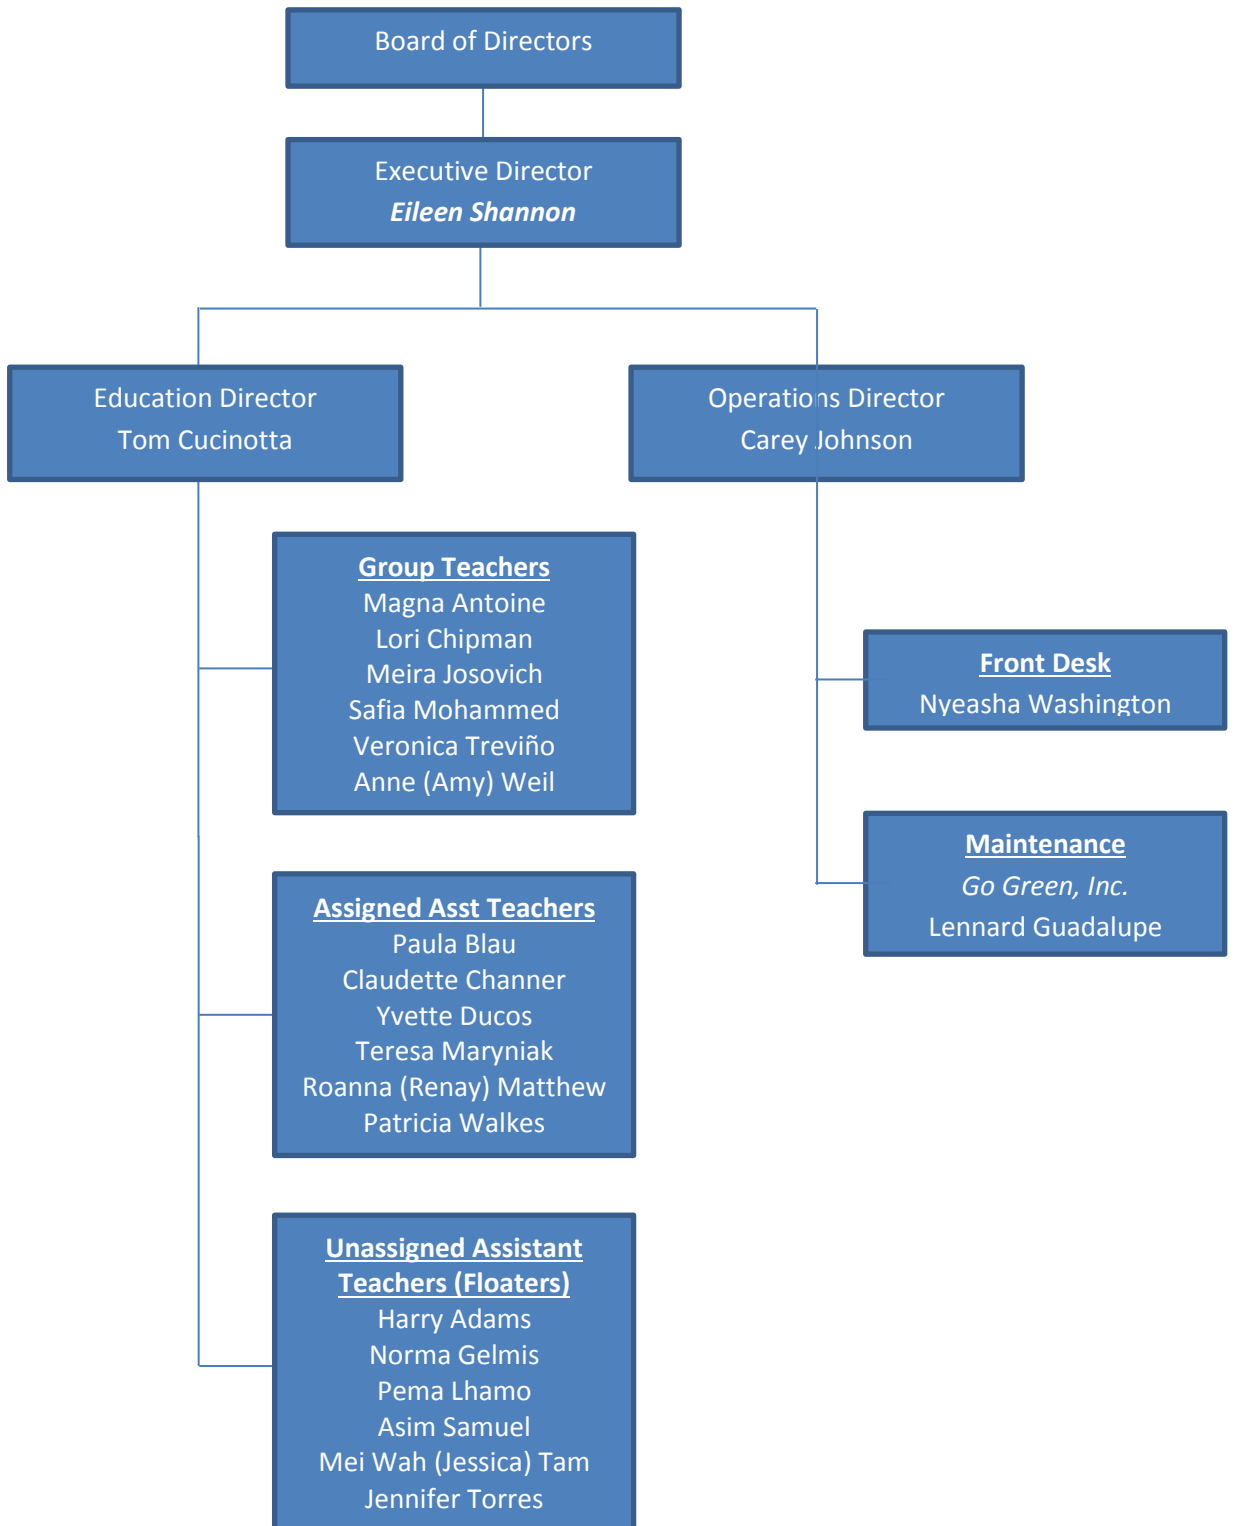 Board of Directors
Executive Director
Eileen Shannon
Education Director
Tom Cucinotta
Operations Director
Carey Johnson
Group Teachers
Magna Antoine
Lori Chipman
Meira Josovich
Safia Mohammed
Veronica Treviño
Anne (Amy) Weil
Front Desk
Nyeasha Washington
Maintenance
Go Green, Inc.
Lennard Guadalupe
Assigned Asst Teachers
Paula Blau
Claudette Channer
Yvette Ducos
Teresa Maryniak
Roanna (Renay) Matthew
Patricia Walkes
Unassigned Assistant
Teachers (Floaters)
Harry Adams
Norma Gelmis
Pema Lhamo
Asim Samuel
Mei Wah (Jessica) Tam
Jennifer Torres